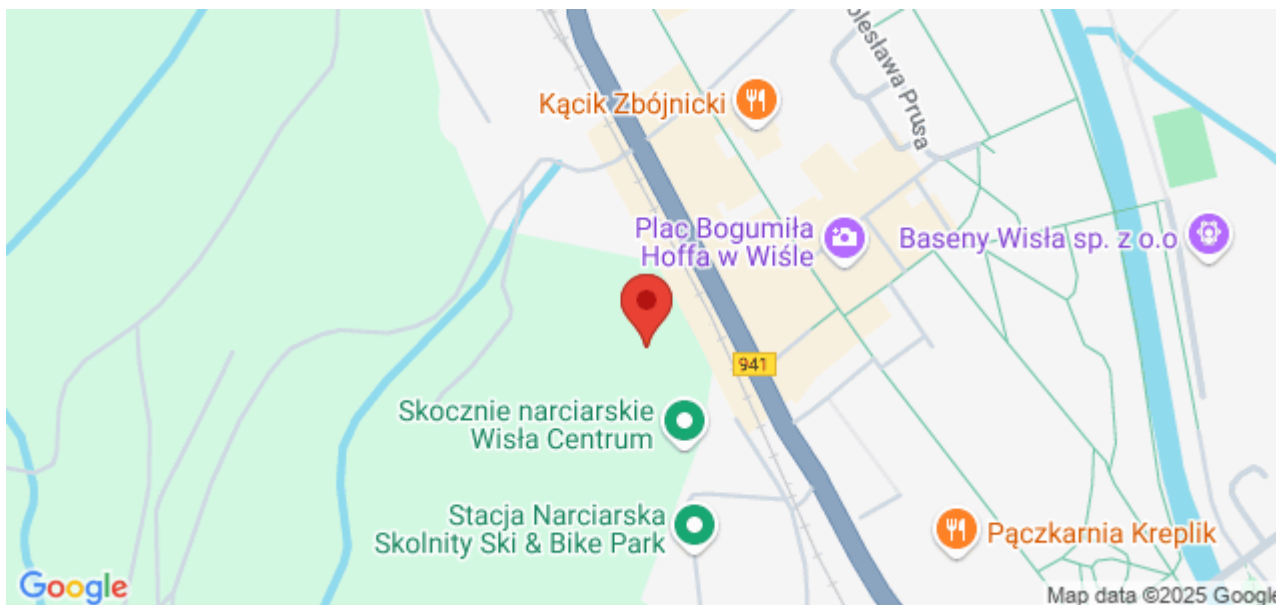 olesława Prusa
Kącik Zbójnicki
Plac Bogumiła
Hoffa w Wiśle
Baseny Wisła sp. z o.o
941
Skocznie narciarskie
Wisła Centrum
Stacja Narciarska
Skolnity Ski & Bike Park
Pączkarnia Kreplik
Google
Map data ©2025 Google